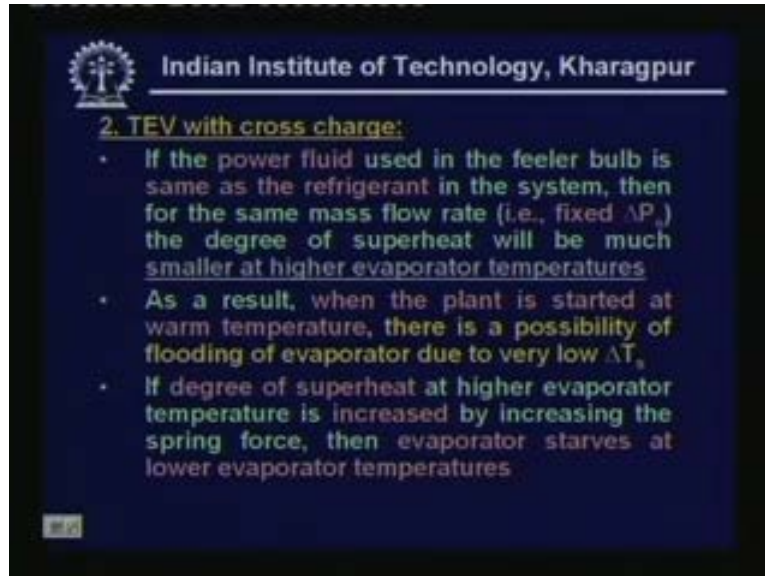 Indian Institute of Technology, Kharagpur
2. TEV with cross charge:
• If the power fluid used in the feeler bulb is
same as the refrigerant in the system, then
for the same mass flow rate (i.e., fixed ΔPs)
the degree of superheat will be much
smaller at higher evaporator temperatures
• As a result, when the plant is started at
warm temperature, there is a possibility of
flooding of evaporator due to very low ΔTs
• If degree of superheat at higher evaporator
temperature is increased by increasing the
spring force, then evaporator starves at
lower evaporator temperatures